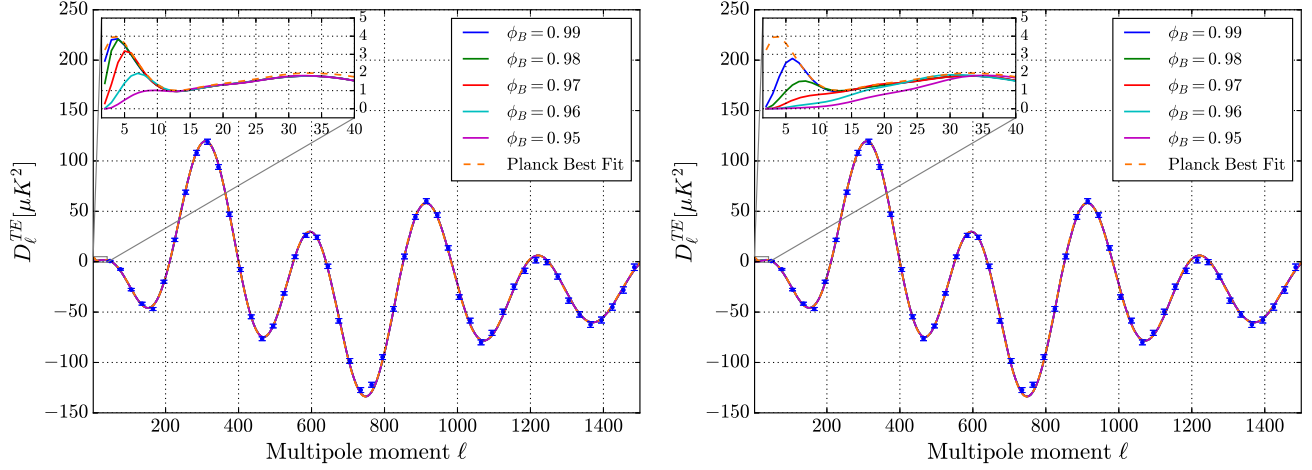 250
200
150
100
50
0
−50
−100
−150
D_ℓ^{TE}[μK²]
200 400 600 800 1000 1200 1400
Multipole moment ℓ
5 10 15 20 25 30 35 40
5
4
3
2
1
0
ϕ_B = 0.99
ϕ_B = 0.98
ϕ_B = 0.97
ϕ_B = 0.96
ϕ_B = 0.95
Planck Best Fit
250
200
150
100
50
0
−50
−100
−150
D_ℓ^{TE}[μK²]
200 400 600 800 1000 1200 1400
Multipole moment ℓ
5 10 15 20 25 30 35 40
5
4
3
2
1
0
ϕ_B = 0.99
ϕ_B = 0.98
ϕ_B = 0.97
ϕ_B = 0.96
ϕ_B = 0.95
Planck Best Fit